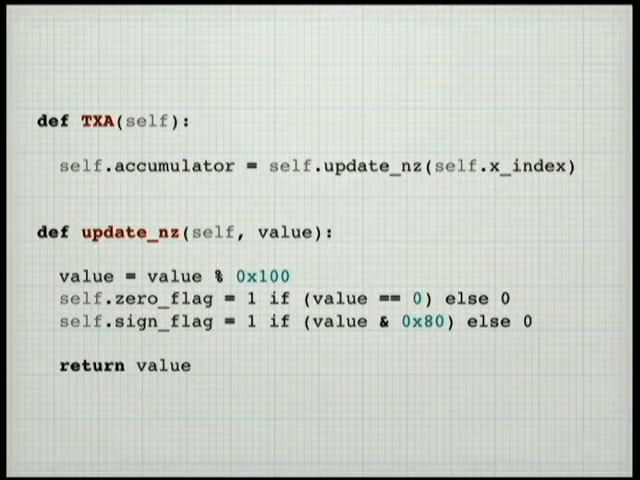 def TXA(self):
self.accumulator = self.update_nz(self.x_index)
def update_nz(self, value):
value = value % 0x100
self.zero_flag = 1 if (value == 0) else 0
self.sign_flag = 1 if (value & 0x80) else 0
return value